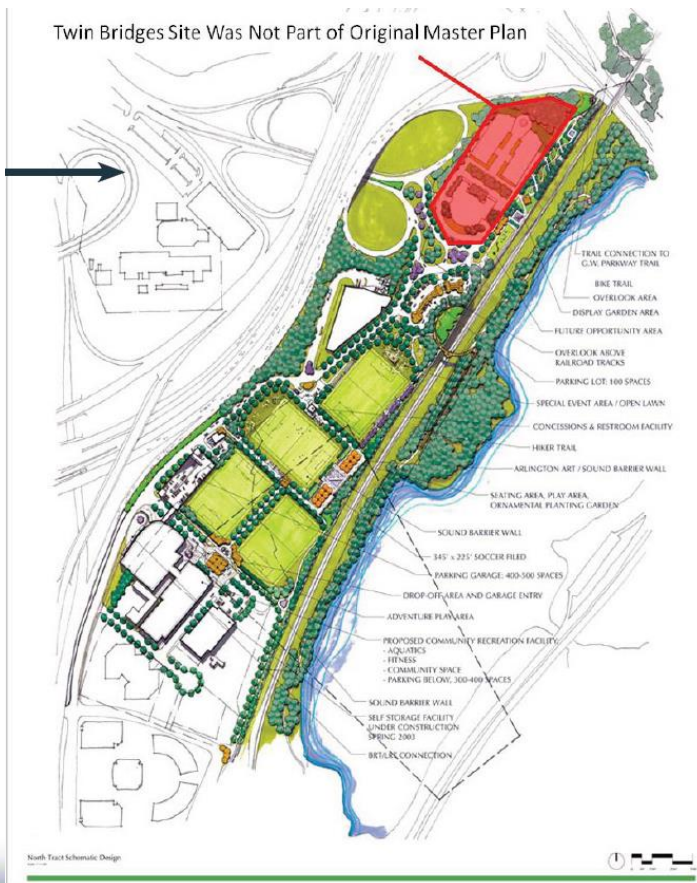 Twin Bridges Site Was Not Part of Original Master Plan
TRAIL CONNECTION TO
G.W. PARKWAY TRAIL
BIKE TRAIL
OVERLOOK AREA
DISPLAY GARDEN AREA
FUTURE OPPORTUNITY AREA
OVERLOOK ABOVE
RAILROAD TRACKS
PARKING LOT: 100 SPACES
SPECIAL EVENT AREA / OPEN LAWN
CONCESSIONS & RESTROOM FACILITY
HIKER TRAIL
ARLINGTON ART / SOUND BARRIER WALL
SEATING AREA, PLAY AREA,
ORNAMENTAL PLANTING GARDEN
SOUND BARRIER WALL
345' x 225' SOCCER FILED
PARKING GARAGE: 400-500 SPACES
DROP-OFF AREA AND GARAGE ENTRY
ADVENTURE PLAY AREA
PROPOSED COMMUNITY RECREATION FACILITY
- AQUATICS
- FITNESS
- COMMUNITY SPACE
- PARKING BELOW, 300-400 SPACES
SOUND BARRIER WALL
SELF STORAGE FACILITY
UNDER CONSTRUCTION
SPRING 2003
BRT/LRT CONNECTION
North Tract Schematic Design